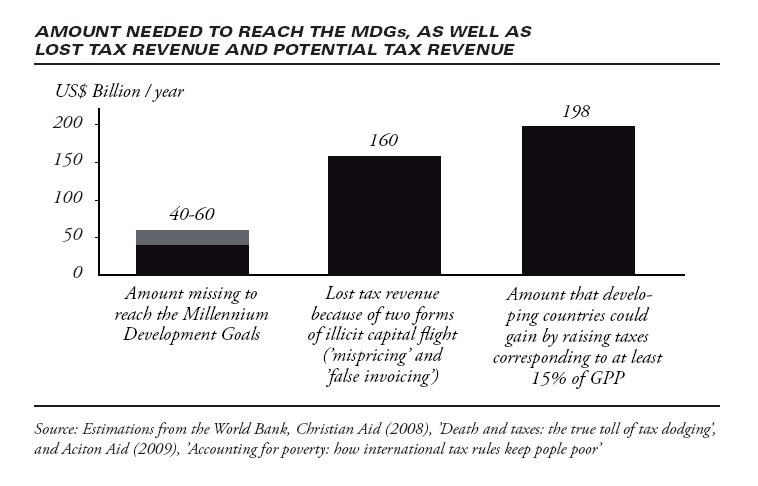 AMOUNT NEEDED TO REACH THE MDGs, AS WELL AS
LOST TAX REVENUE AND POTENTIAL TAX REVENUE
US$ Billion / year
200
150
100
50
0
40-60
160
198
Amount missing to
reach the Millennium
Development Goals
Lost tax revenue
because of two forms
of illicit capital flight
('mispricing' and
'false invoicing')
Amount that develo-
ping countries could
gain by raising taxes
corresponding to at least
15% of GPP
Source: Estimations from the World Bank, Christian Aid (2008), 'Death and taxes: the true toll of tax dodging',
and Aciton Aid (2009), 'Accounting for poverty: how international tax rules keep pople poor'